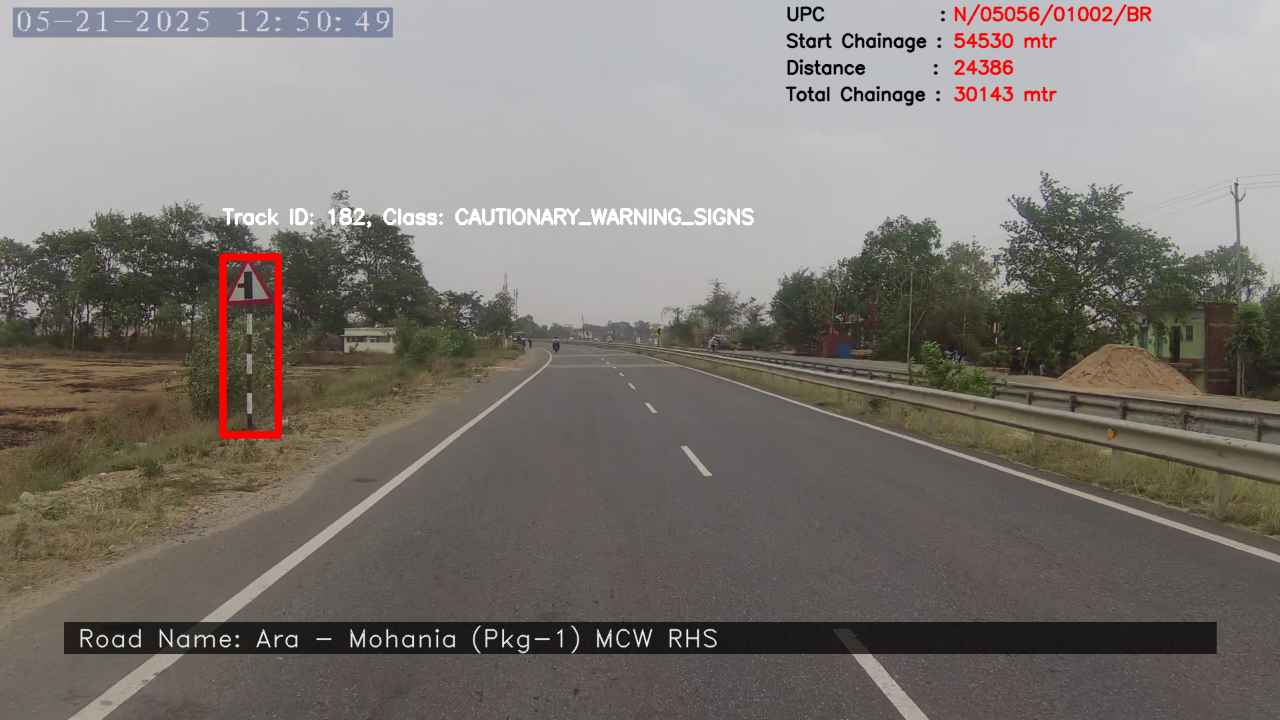 05-21-2025 12:50:49
UPC : N/05056/01002/BR
Start Chainage : 54530 mtr
Distance : 24386
Total Chainage : 30143 mtr
Track ID: 182, Class: CAUTIONARY_WARNING_SIGNS
Road Name: Ara - Mohania (Pkg-1) MCW RHS